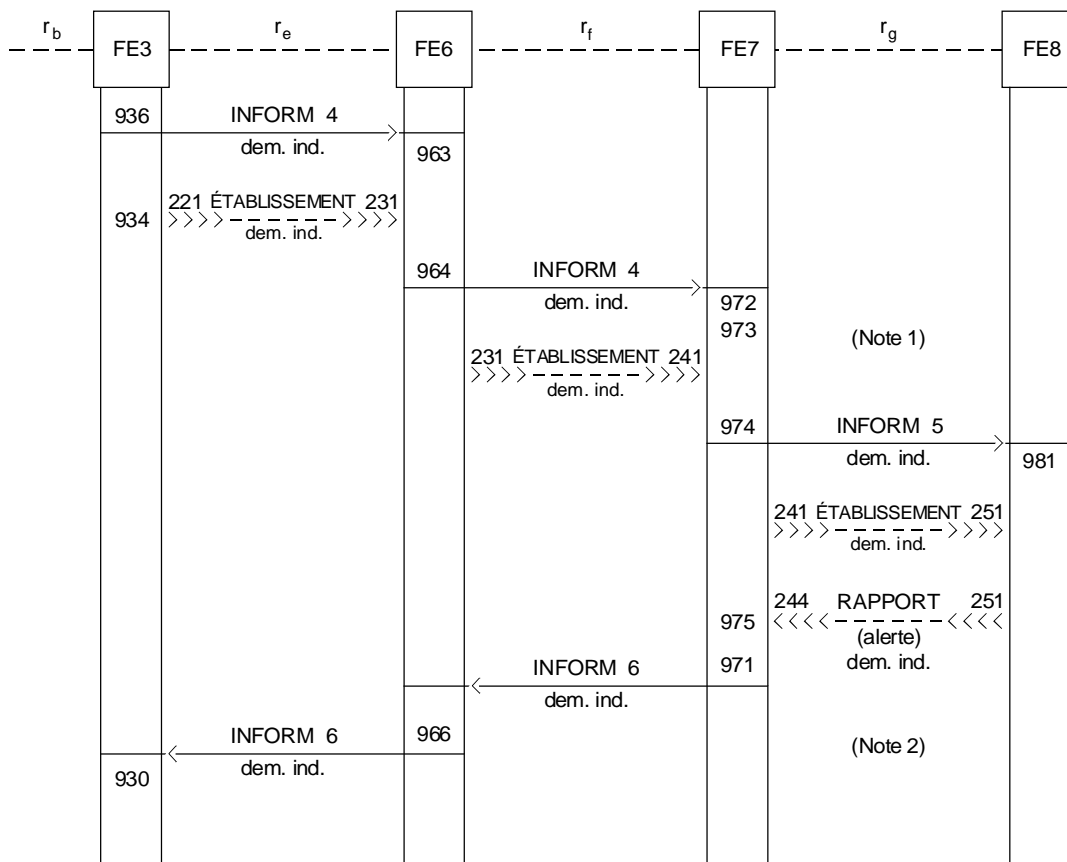 r_b r_e r_f r_g
FE3 FE6 FE7 FE8
936 INFORM 4
dem. ind. 963
934 221 ÉTABLISSEMENT 231
dem. ind.
964 INFORM 4
dem. ind. 972
973 (Note 1)
231 ÉTABLISSEMENT 241
dem. ind.
974 INFORM 5
dem. ind. 981
241 ÉTABLISSEMENT 251
dem. ind.
244 RAPPORT 251
975 (alerte)
dem. ind.
INFORM 6 971
dem. ind.
INFORM 6 966 (Note 2)
930 dem. ind.